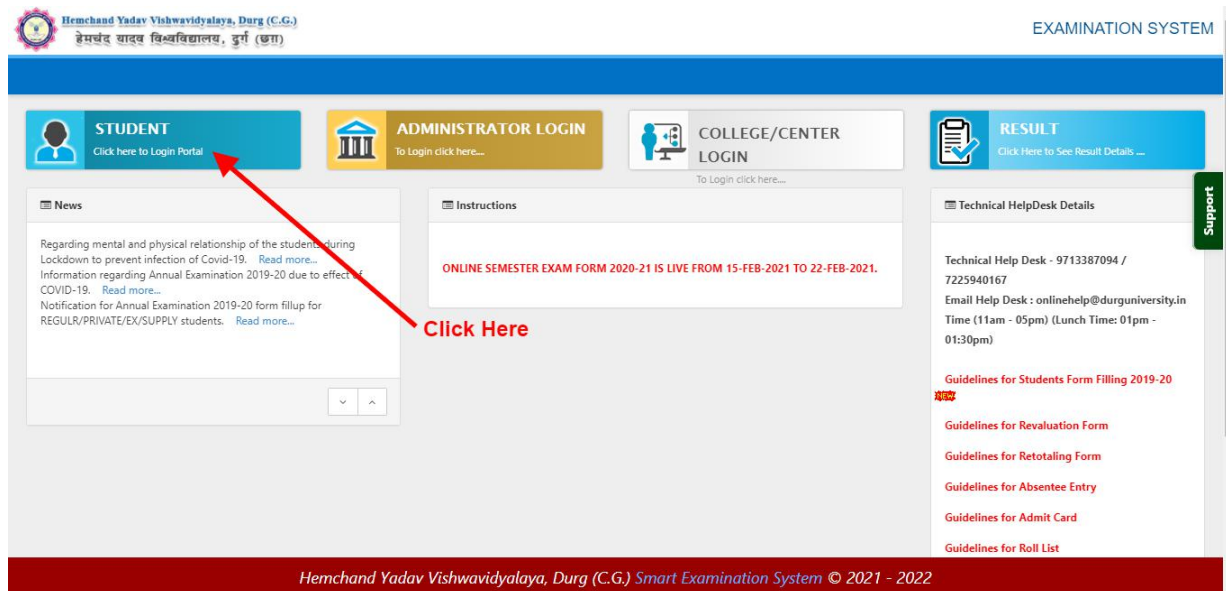 Hemchand Yadav Vishwavidyalaya, Durg (C.G.)
हेमचंद यादव विश्वविद्यालय, दुर्ग (छग)
EXAMINATION SYSTEM
STUDENT
Click here to Login Portal
ADMINISTRATOR LOGIN
To Login click here....
COLLEGE/CENTER
LOGIN
To Login click here....
RESULT
Click Here to See Result Details ....
Support
News
Regarding mental and physical relationship of the students during
Lockdown to prevent infection of Covid-19. Read more...
Information regarding Annual Examination 2019-20 due to effect of
COVID-19. Read more...
Notification for Annual Examination 2019-20 form fillup for
REGULR/PRIVATE/EX/SUPPLY students. Read more...
Click Here
Instructions
ONLINE SEMESTER EXAM FORM 2020-21 IS LIVE FROM 15-FEB-2021 TO 22-FEB-2021.
Technical HelpDesk Details
Technical Help Desk - 9713387094 /
7225940167
Email Help Desk : onlinehelp@durguniversity.in
Time (11am - 05pm) (Lunch Time: 01pm -
01:30pm)
Guidelines for Students Form Filling 2019-20
NEW
Guidelines for Revaluation Form
Guidelines for Retotaling Form
Guidelines for Absentee Entry
Guidelines for Admit Card
Guidelines for Roll List
Hemchand Yadav Vishwavidyalaya, Durg (C.G.) Smart Examination System © 2021 - 2022